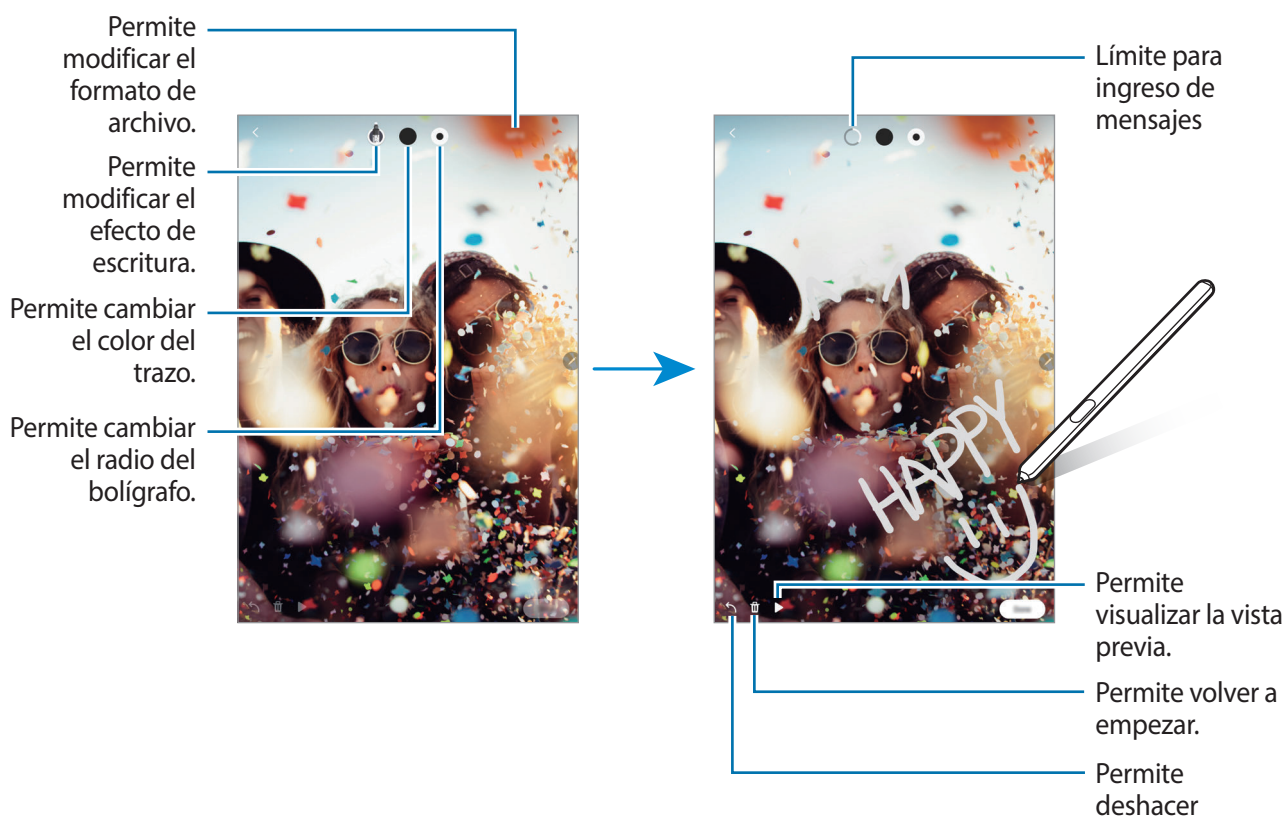 Permite
modificar el
formato de
archivo.
Permite
modificar el
efecto de
escritura.
Permite cambiar
el color del
trazo.
Permite cambiar
el radio del
bolígrafo.
Límite para
ingreso de
mensajes
HAPPY
Permite
visualizar la vista
previa.
Permite volver a
empezar.
Permite
deshacer